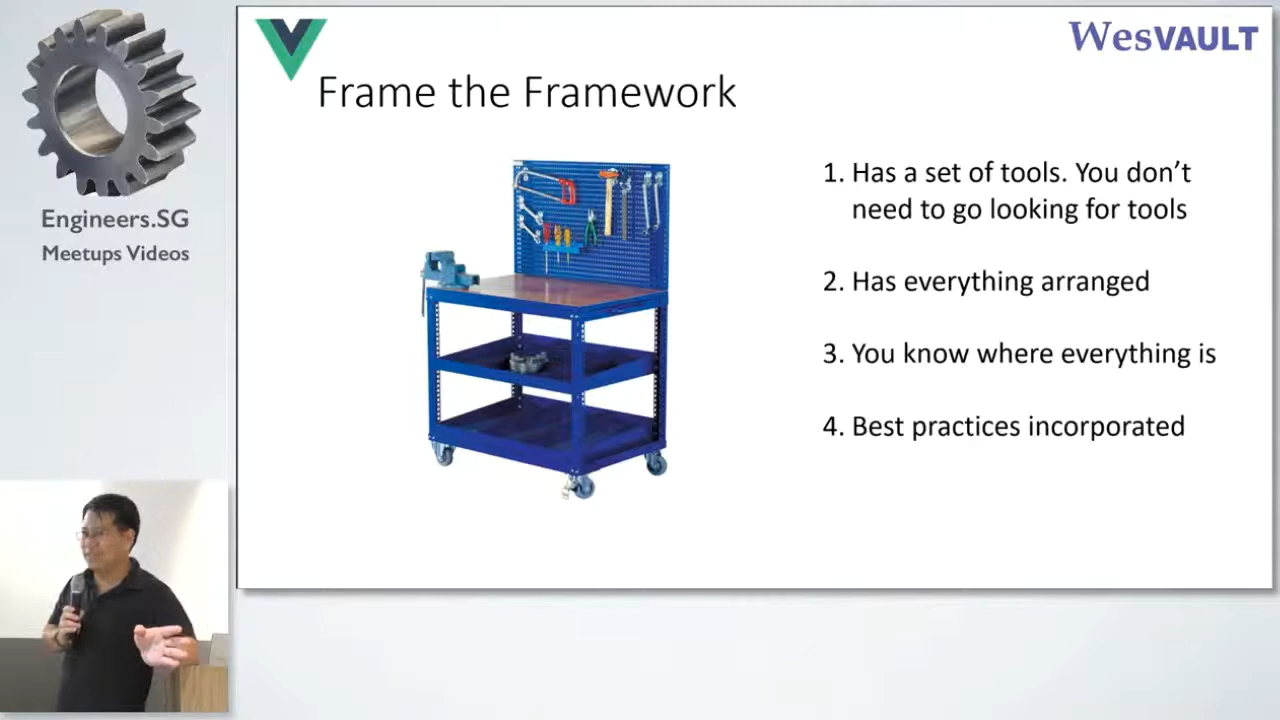 WesVAULT
Frame the Framework
1. Has a set of tools. You don’t
need to go looking for tools
2. Has everything arranged
3. You know where everything is
4. Best practices incorporated
Engineers.SG
Meetups Videos